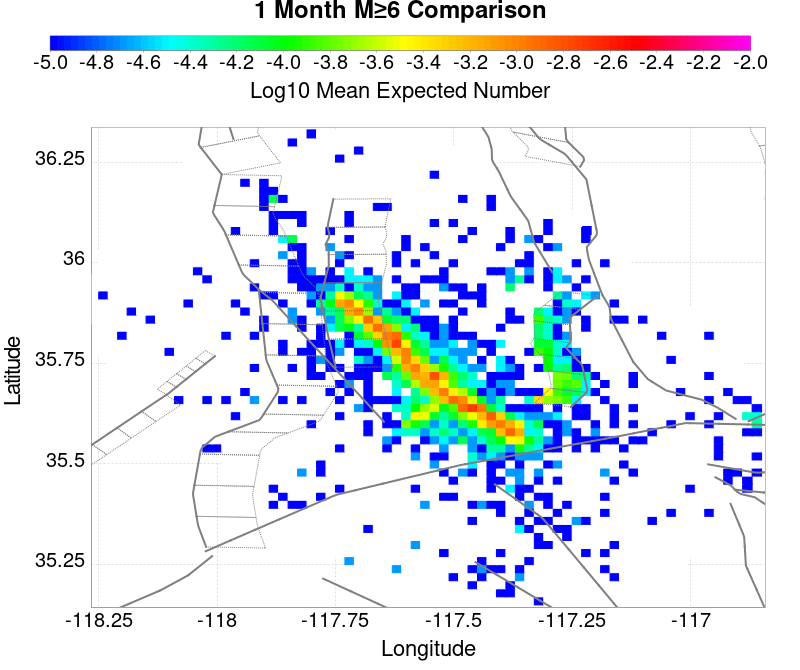 1 Month M≥6 Comparison
-5.0 -4.8 -4.6 -4.4 -4.2 -4.0 -3.8 -3.6 -3.4 -3.2 -3.0 -2.8 -2.6 -2.4 -2.2 -2.0
Log10 Mean Expected Number
36.25
36
35.75
35.5
35.25
Latitude
-118.25 -118 -117.75 -117.5 -117.25 -117
Longitude